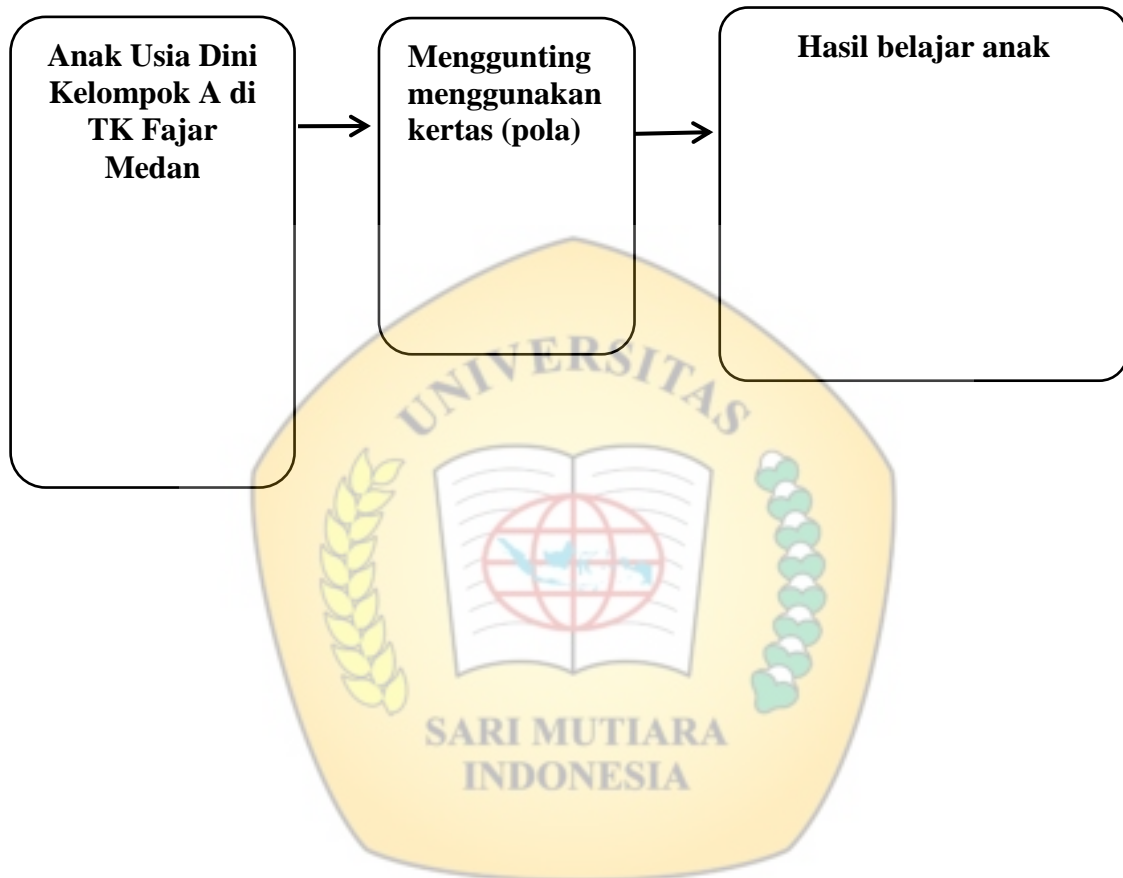 Anak Usia Dini
Kelompok A di
TK Fajar
Medan
Menggunting
menggunakan
kertas (pola)
Hasil belajar anak
UNIVERSITAS
SARI MUTIARA
INDONESIA